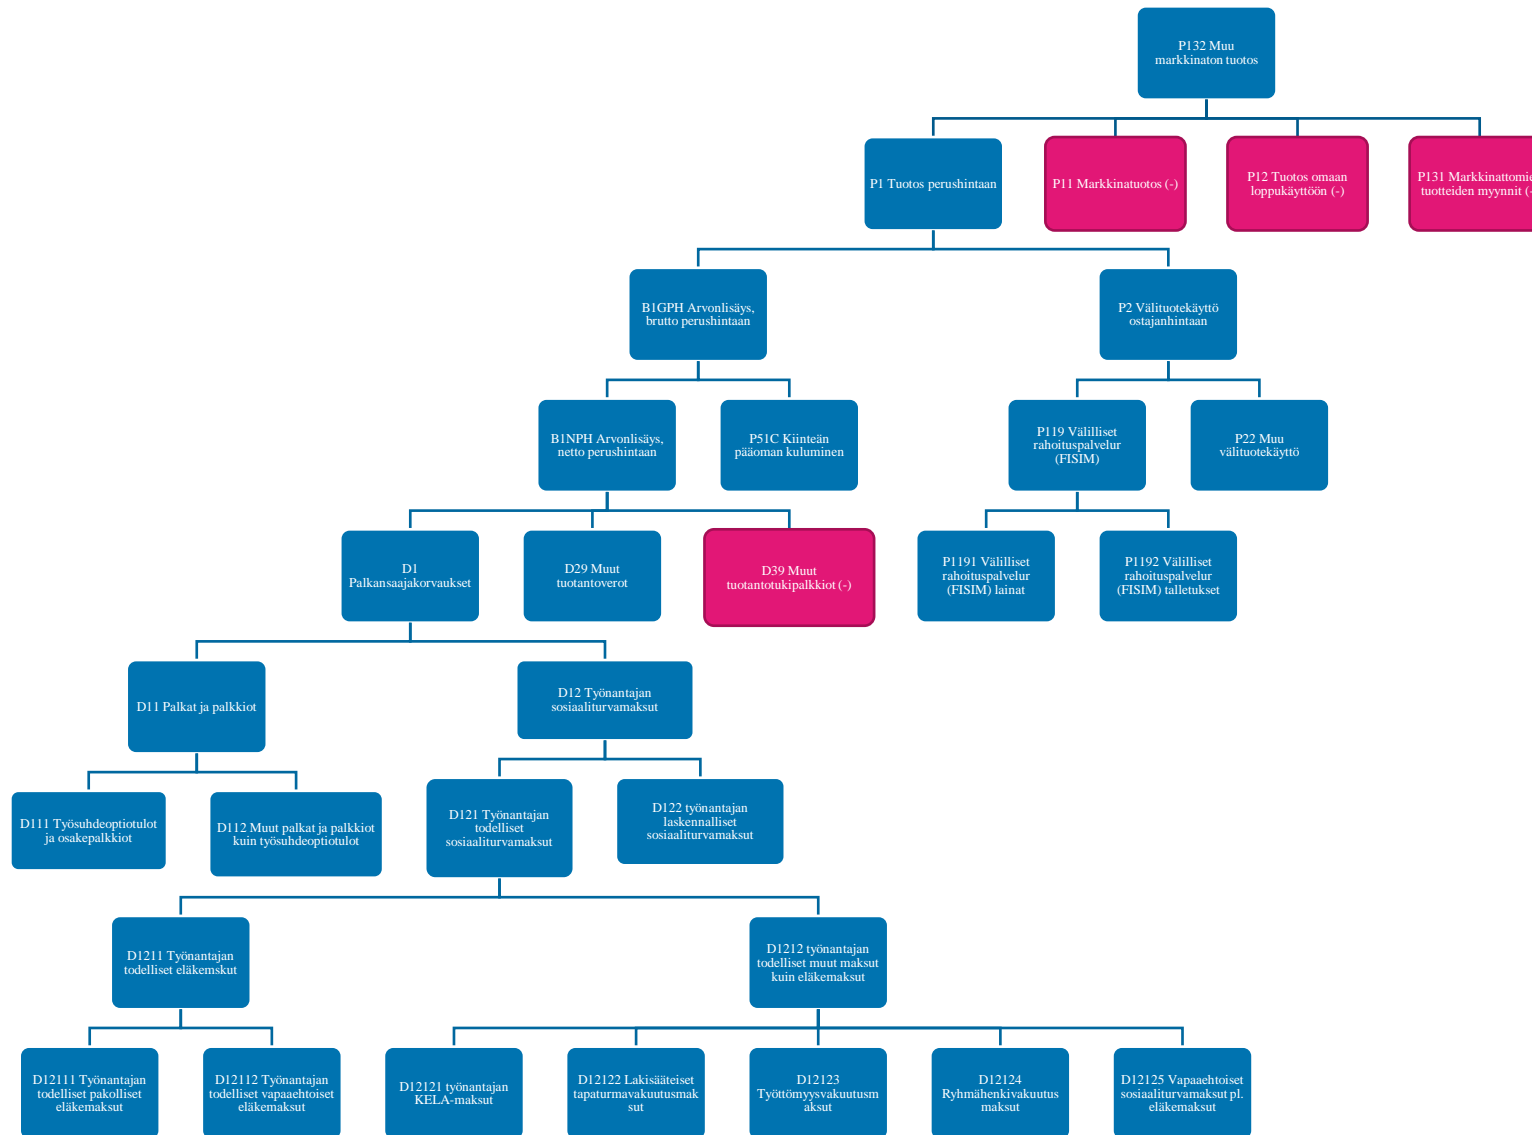 P132 Muu
markkinaton tuotos
P1 Tuotos perushintaan
P11 Markkinatuotos (-)
P12 Tuotos omaan
loppukäyttöön (-)
P131 Markkinattomie
tuotteiden myynnit (-
B1GPH Arvonlisäys,
brutto perushintaan
P2 Välituotekäyttö
ostajanhintaan
B1NPH Arvonlisäys,
netto perushintaan
P51C Kiinteän
pääoman kuluminen
P119 Välilliset
rahoituspalvelur
(FISIM)
P22 Muu
välituotekäyttö
D1
Palkansaajakorvaukset
D29 Muut
tuotantoverot
D39 Muut
tuotantotukipalkkiot (-)
P1191 Välilliset
rahoituspalvelur
(FISIM) lainat
P1192 Välilliset
rahoituspalvelur
(FISIM) talletukset
D11 Palkat ja palkkiot
D12 Työnantajan
sosiaaliturvamaksut
D111 Työsuhdeoptiotulot
ja osakepalkkiot
D112 Muut palkat ja palkkiot
kuin työsuhdeoptiotulot
D121 Työnantajan
todelliset
sosiaaliturvamaksut
D122 työnantajan
laskennalliset
sosiaaliturvamaksut
D1211 Työnantajan
todelliset eläkemskut
D1212 työnantajan
todelliset muut maksut
kuin eläkemaksut
D12111 Työnantajan
todelliset pakolliset
eläkemaksut
D12112 Työnantajan
todelliset vapaaehtoiset
eläkemaksut
D12121 työnantajan
KELA-maksut
D12122 Lakisääteiset
tapaturmavakuutusmak
sut
D12123
Työttömyysvakuutusm
aksut
D12124
Ryhmähenkivakuutus
maksut
D12125 Vapaaehtoiset
sosiaaliturvamaksut pl.
eläkemaksut